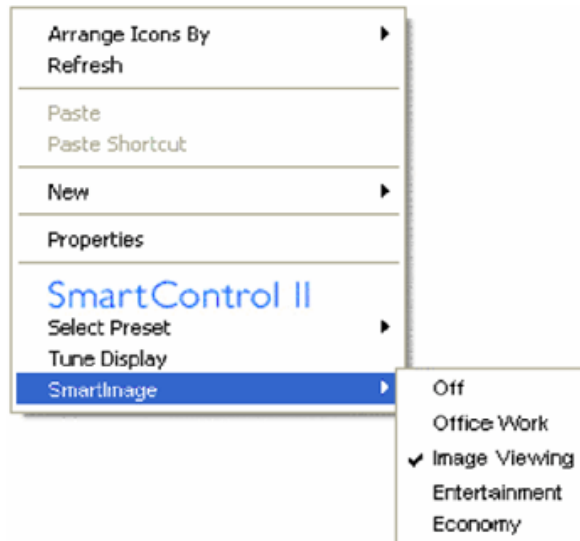 Arrange Icons By
Refresh
Paste
Paste Shortcut
New
Properties
SmartControl II
Select Preset
Tune Display
SmartImage
Off
Office Work
Image Viewing
Entertainment
Economy